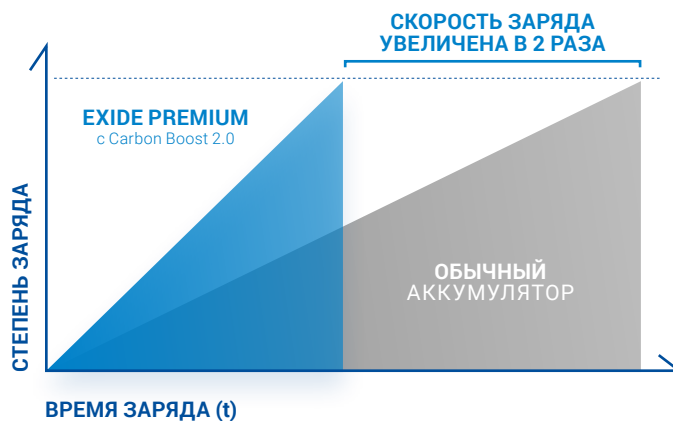 СКОРОСТЬ ЗАРЯДА
УВЕЛИЧЕНА В 2 РАЗА
EXIDE PREMIUM
с Carbon Boost 2.0
СТЕПЕНЬ ЗАРЯДА
ОБЫЧНЫЙ
АККУМУЛЯТОР
ВРЕМЯ ЗАРЯДА (t)